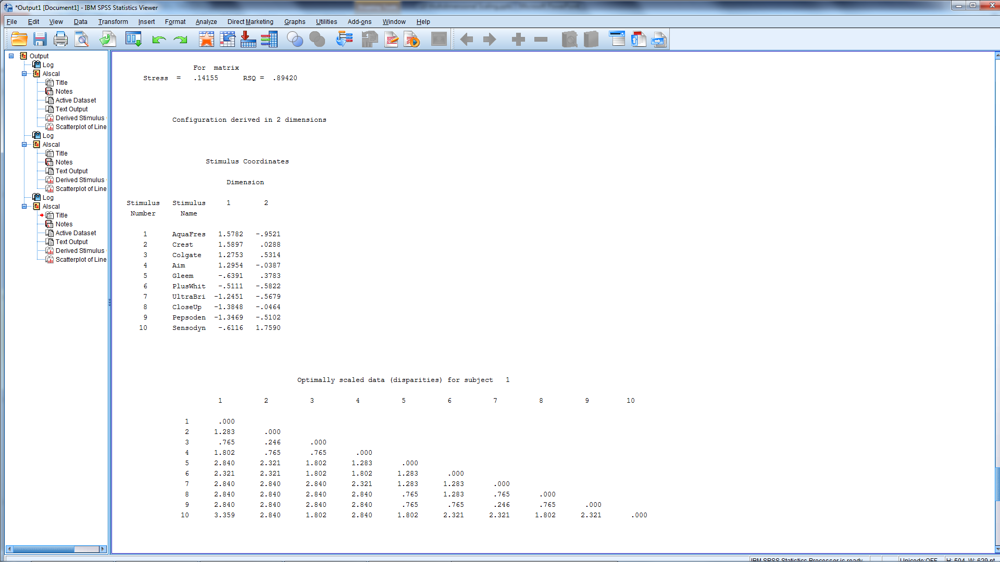 *Output1 [Document1] - IBM SPSS Statistics Viewer
File Edit View Data Transform Insert Format Analyze Direct Marketing Graphs Utilities Add-ons Window Help
Output
Log
Alscal
Title
Notes
Active Dataset
Text Output
Derived Stimulus
Scatterplot of Line
Log
Alscal
Title
Notes
Text Output
Derived Stimulus
Scatterplot of Line
Log
Alscal
Title
Notes
Active Dataset
Text Output
Derived Stimulus
Scatterplot of Line
For matrix
Stress = .14155 RSQ = .89420
Configuration derived in 2 dimensions
Stimulus Coordinates
Dimension
Stimulus Stimulus 1 2
Number Name
1 AquaFres 1.5782 -.9521
2 Crest 1.5897 .0288
3 Colgate 1.2753 .5314
4 Aim 1.2954 -.0387
5 Gleem -.6391 .3783
6 PlusWhit -.5111 -.5822
7 UltraBri -1.2451 -.5679
8 CloseUp -1.3848 -.0464
9 Pepsoden -1.3469 -.5102
10 Sensodyn -.6116 1.7590
Optimally scaled data (disparities) for subject 1
1 2 3 4 5 6 7 8 9 10
1 .000
2 1.283 .000
3 .765 .246 .000
4 1.802 .765 .765 .000
5 2.840 2.321 1.802 1.283 .000
6 2.321 2.321 1.802 1.802 1.283 .000
7 2.840 2.840 2.840 2.321 1.283 1.283 .000
8 2.840 2.840 2.840 2.840 .765 1.283 .765 .000
9 2.840 2.840 2.840 2.840 .765 .765 .246 .765 .000
10 3.359 2.840 1.802 2.840 1.802 2.321 2.321 1.802 2.321 .000
IBM SPSS Statistics Processor is ready Unicode:OFF H: 504, W: 629 pt